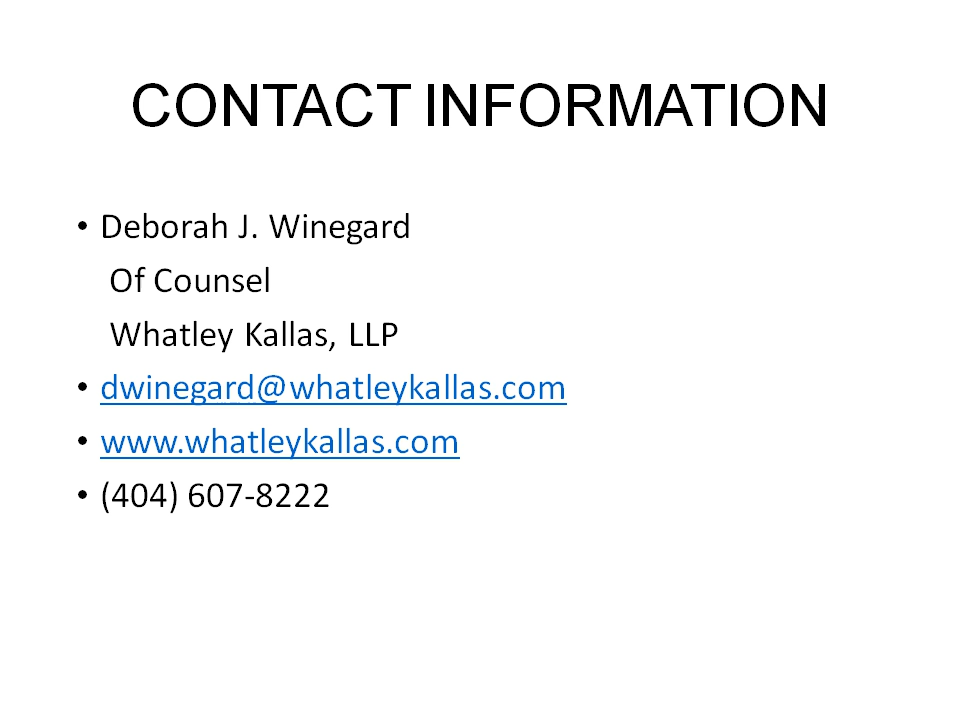 CONTACT INFORMATION
• Deborah J. Winegard
Of Counsel
Whatley Kallas, LLP
• dwinegard@whatleykallas.com
• www.whatleykallas.com
• (404) 607-8222